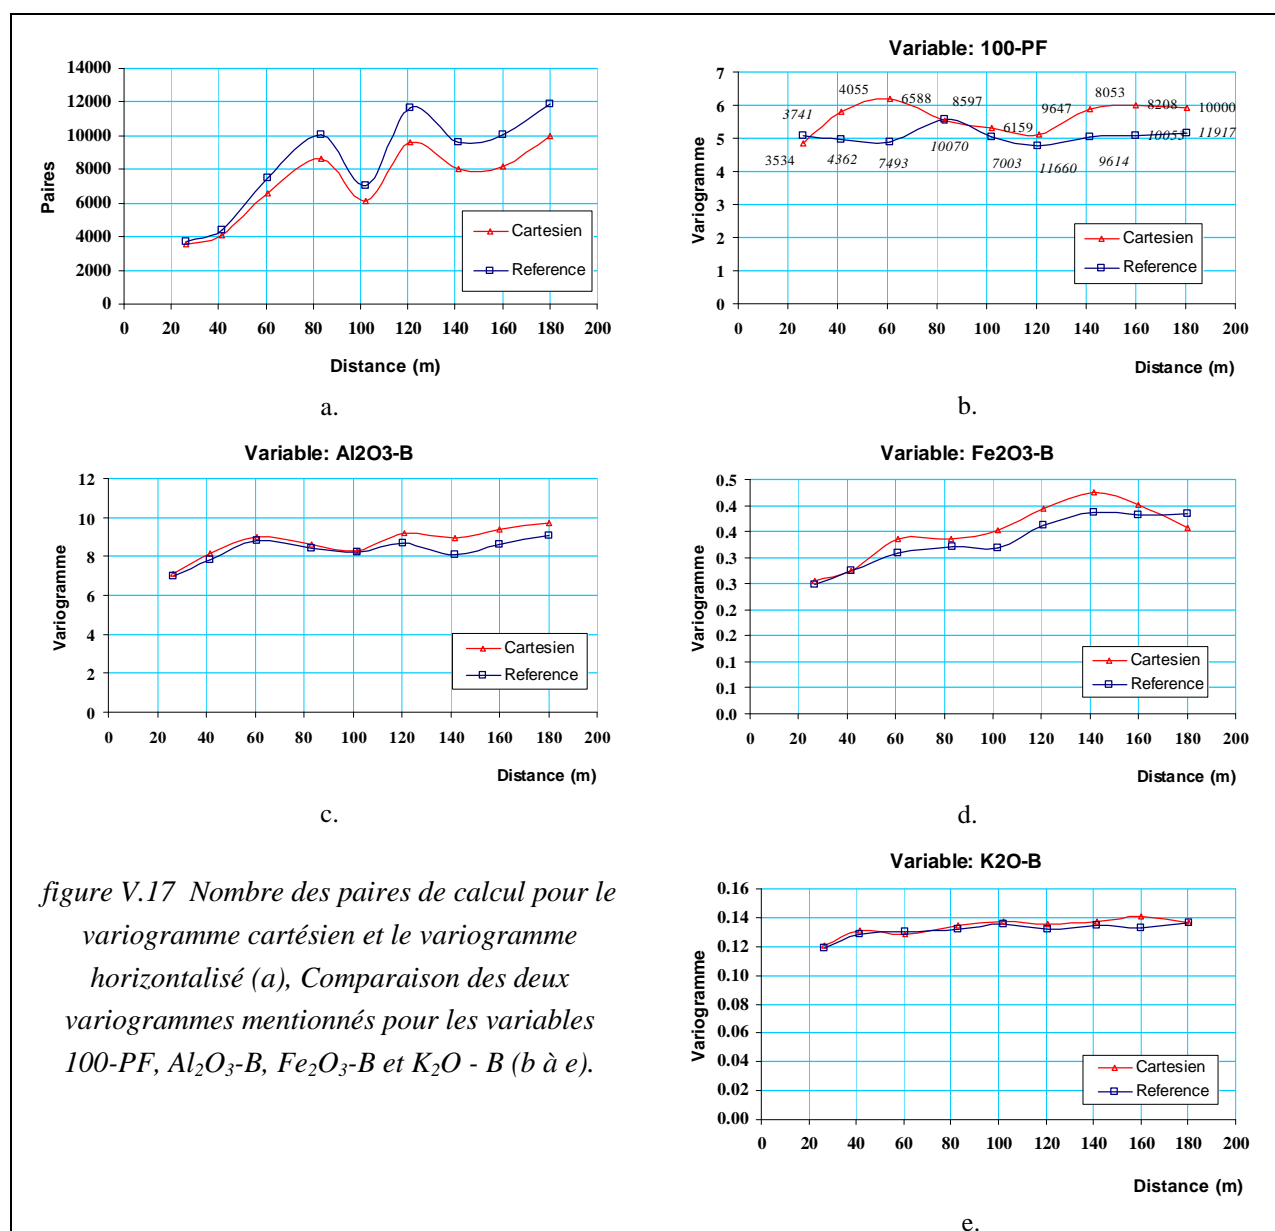 14000
12000
10000
8000
6000
4000
2000
0
Paires
0 20 40 60 80 100 120 140 160 180 200
Distance (m)
Cartesien
Reference
a.
Variable: 100-PF
7
6
5
4
3
2
1
0
Variogramme
3741 4055 6588 8597 6159 9647 8053 8208 10000
3534 4362 7493 10070 7003 11660 9614 10053 11917
Cartesien
Reference
0 20 40 60 80 100 120 140 160 180 200
Distance (m)
b.
Variable: Al2O3-B
12
10
8
6
4
2
0
Variogramme
Cartesien
Reference
0 20 40 60 80 100 120 140 160 180 200
Distance (m)
c.
Variable: Fe2O3-B
0.5
0.4
0.4
0.3
0.3
0.2
0.2
0.1
0.1
0.0
Variogramme
Cartesien
Reference
0 20 40 60 80 100 120 140 160 180 200
Distance (m)
d.
figure V.17 Nombre des paires de calcul pour le
variogramme cartésien et le variogramme
horizontalisé (a), Comparaison des deux
variogrammes mentionnés pour les variables
100-PF, Al₂O₃-B, Fe₂O₃-B et K₂O - B (b à e).
Variable: K2O-B
0.16
0.14
0.12
0.10
0.08
0.06
0.04
0.02
0.00
Variogramme
Cartesien
Reference
0 20 40 60 80 100 120 140 160 180 200
Distance (m)
e.